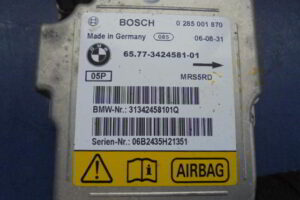 BOSCH 0 285 001 870
Made in Germany 065 06-08-31
65.77-3424581-01
05P MRS5RD
BMW-Nr.: 31342458101Q
Serien-Nr.: 06B2435H21351
AIRBAG